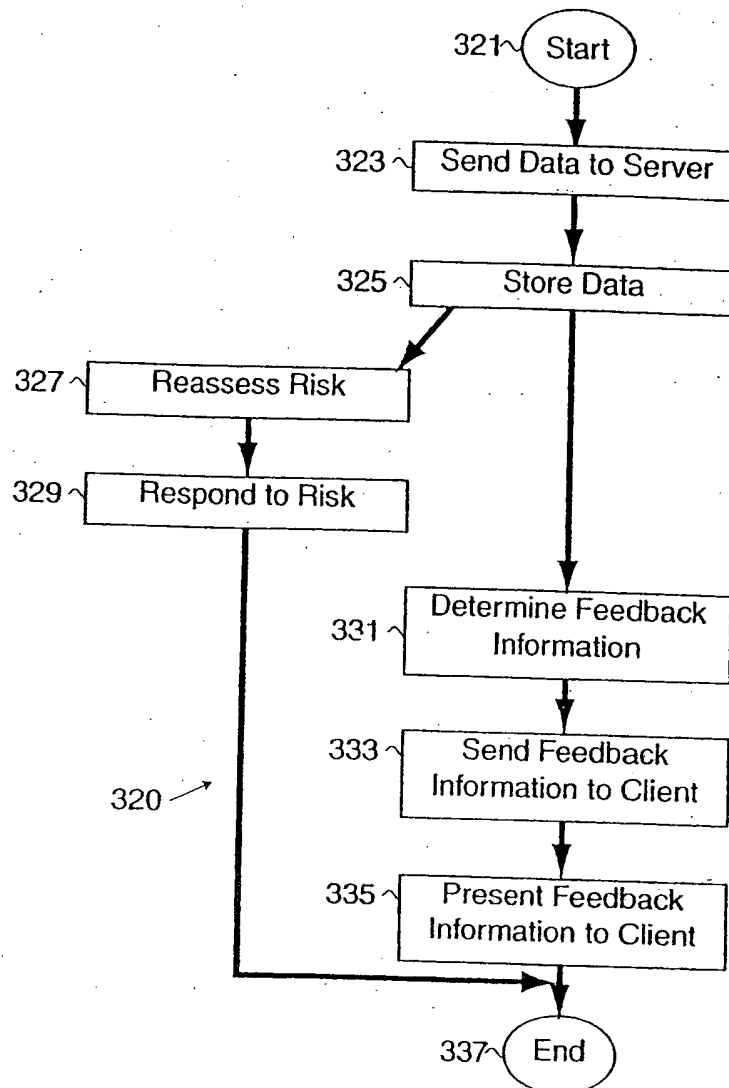 321 Start
323 Send Data to Server
325 Store Data
327 Reassess Risk
329 Respond to Risk
331 Determine Feedback
Information
333 Send Feedback
Information to Client
320
335 Present Feedback
Information to Client
337 End